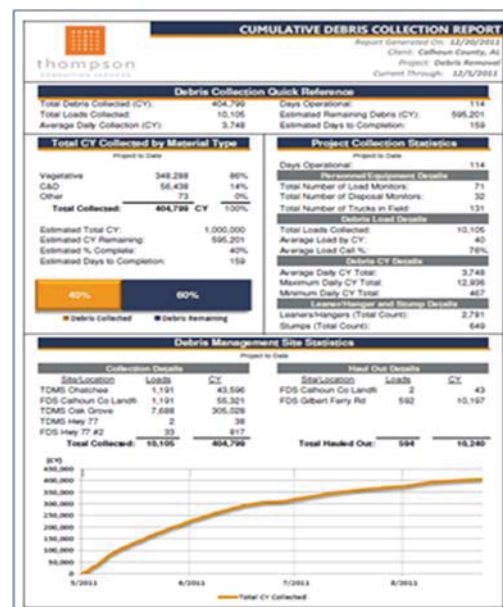 CUMULATIVE DEBRIS COLLECTION REPORT
Report Generated On: 12/20/2011
Client: Calhoun County, AL
Project: Debris Removal
Current Through: 12/5/2011
thompson
CONSULTING SERVICES
Debris Collection Quick Reference
Total Debris Collected (CY): 404,799
Total Loads Collected: 10,105
Average Daily Collection (CY): 3,748
Days Operational: 114
Estimated Remaining Debris (CY): 595,201
Estimated Days to Completion: 159
Total CY Collected by Material Type
Project to Date
Vegetative 348,288 86%
C&D 56,438 14%
Other 73 0%
Total Collected: 404,799 CY 100%
Estimated Total CY: 1,000,000
Estimated CY Remaining: 595,201
Estimated % Complete: 40%
Estimated Days to Completion: 159
40% 60%
Debris Collected Debris Remaining
Project Collection Statistics
Project to Date
Days Operational: 114
Personnel/Equipment Details
Total Number of Load Monitors: 71
Total Number of Disposal Monitors: 32
Total Number of Trucks in Field: 131
Debris Load Details
Total Loads Collected: 10,105
Average Load by CY: 40
Average Load Call %: 76%
Debris CY Details
Average Daily CY Total: 3,748
Maximum Daily CY Total: 12,936
Minimum Daily CY Total: 467
Leaner/Hanger and Stump Details
Leaners/Hangers (Total Count): 2,781
Stumps (Total Count): 649
Debris Management Site Statistics
Project to Date
Collection Details
Site/Location Loads CY
TDMS Ohatchee 1,191 43,596
FDS Calhoun Co Landfi 1,191 55,321
TDMS Oak Grove 7,688 305,028
TDMS Hwy 77 2 38
FDS Hwy 77 #2 33 817
Total Collected: 10,105 404,799
Haul Out Details
Site/Location Loads CY
FDS Calhoun Co Landfi 2 43
FDS Gilbert Ferry Rd 592 10,197
Total Hauled Out: 594 10,240
(CY)
450,000
400,000
350,000
300,000
250,000
200,000
150,000
100,000
50,000
0
5/2011 6/2011 7/2011 8/2011
Total CY Collected